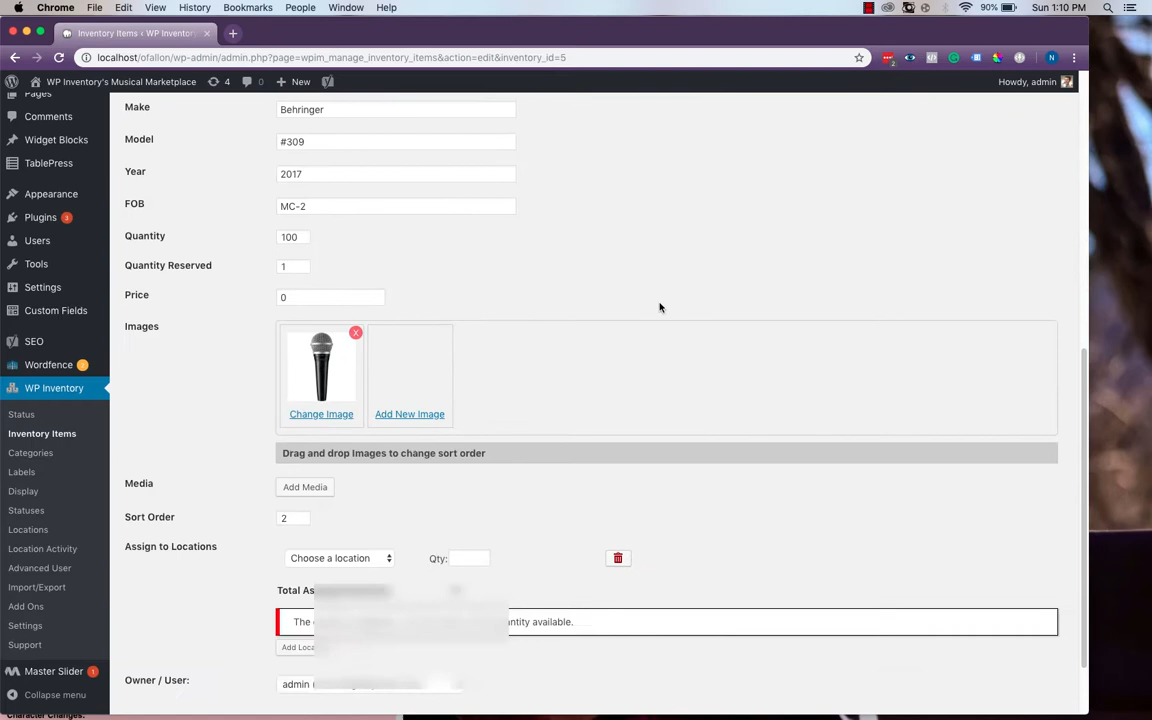 Chrome File Edit View History Bookmarks People Window Help 90% Sun 1:10 PM
Inventory Items ‹ WP Inventor
localhost/ofallon/wp-admin/admin.php?page=wpim_manage_inventory_items&action=edit&inventory_id=5 2 N
WP Inventory's Musical Marketplace 4 0 + New Howdy, admin
Pages
Comments
Widget Blocks
TablePress
Appearance
Plugins 3
Users
Tools
Settings
Custom Fields
SEO
Wordfence 2
WP Inventory
Status
Inventory Items
Categories
Labels
Display
Statuses
Locations
Location Activity
Advanced User
Import/Export
Add Ons
Settings
Support
Master Slider 1
Collapse menu
Make Behringer
Model #309
Year 2017
FOB MC-2
Quantity 100
Quantity Reserved 1
Price 0
Images
X
Change Image Add New Image
Drag and drop Images to change sort order
Media Add Media
Sort Order 2
Assign to Locations Choose a location Qty:
Total
The available.
Add
Owner / User: admin
Character Changes: